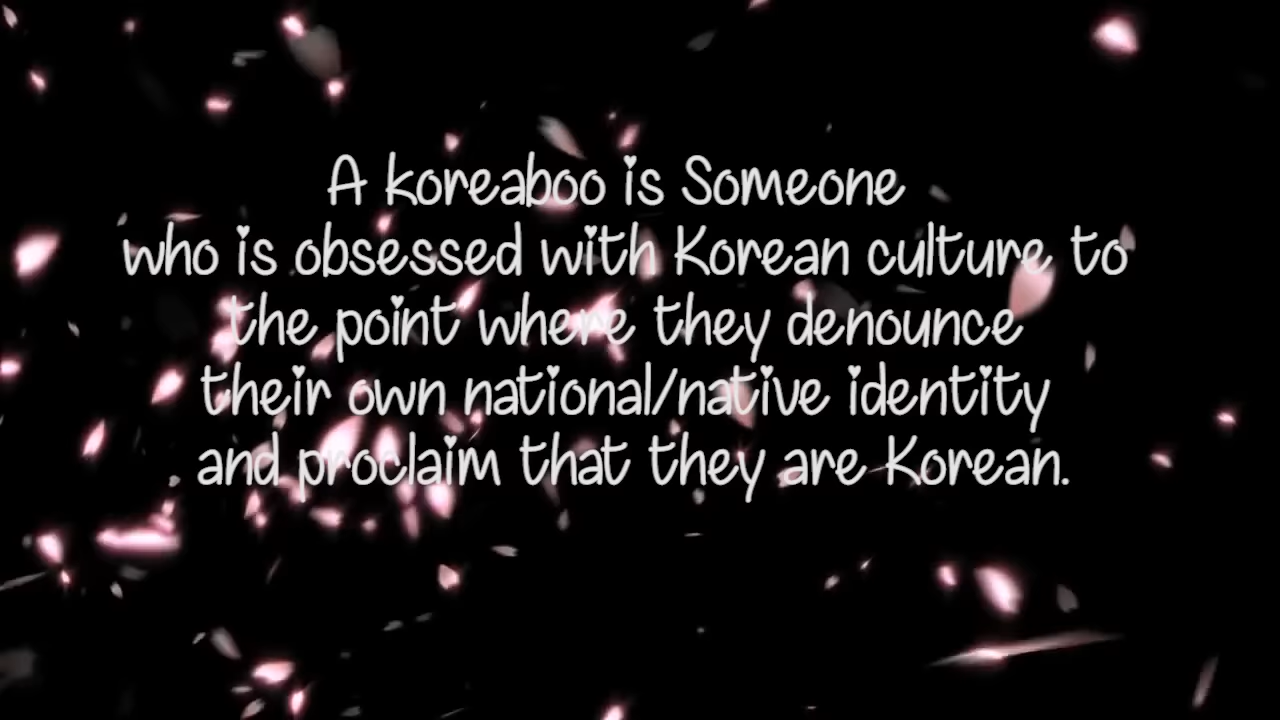 A koreaboo is Someone
who is obsessed with Korean culture to
the point where they denounce
their own national/native identity
and proclaim that they are Korean.